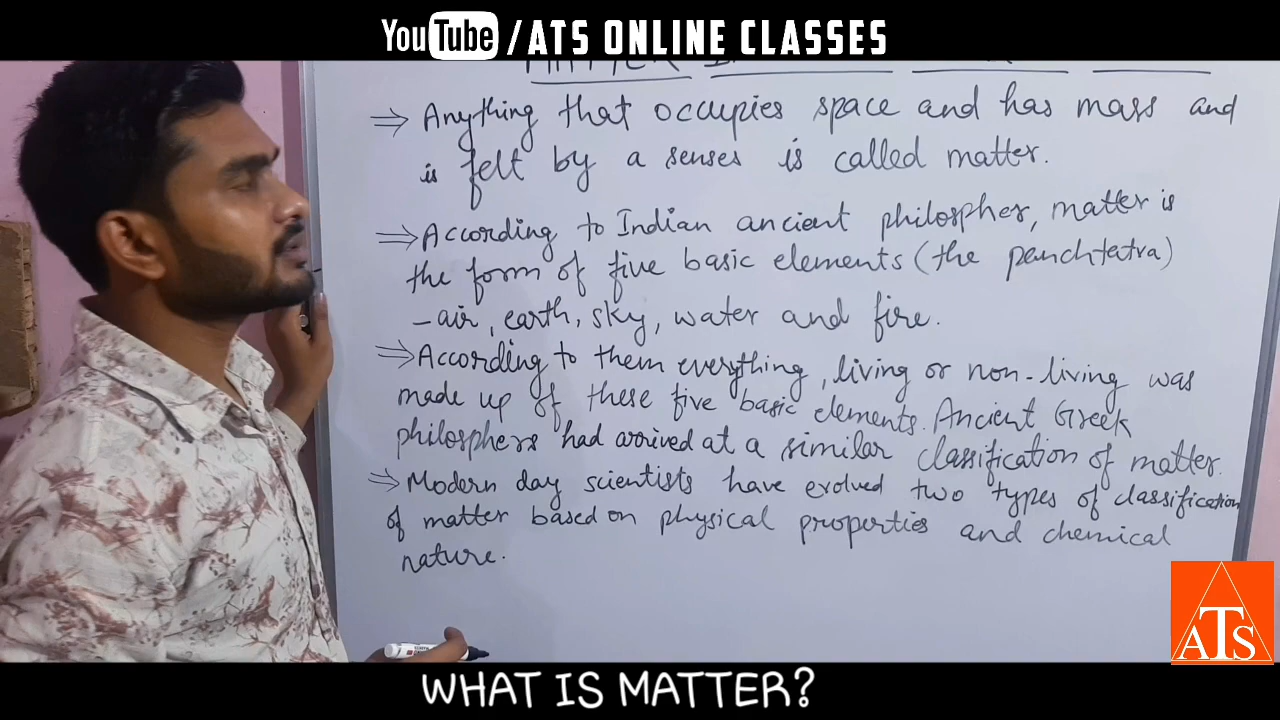 YouTube/ATS ONLINE CLASSES
MATTER
⇒ Anything that occupies space and has mass and
is felt by a senses is called matter.
⇒ According to Indian ancient philospher, matter is
the form of five basic elements (the panchtatva)
- air, earth, sky, water and fire.
⇒ According to them everything, living or non-living was
made up of these five basic elements. Ancient Greek
philosphers had arrived at a similar classification of matter.
⇒ Modern day scientists have evolved two types of classification
of matter based on physical properties and chemical
nature.
ATS
WHAT IS MATTER?